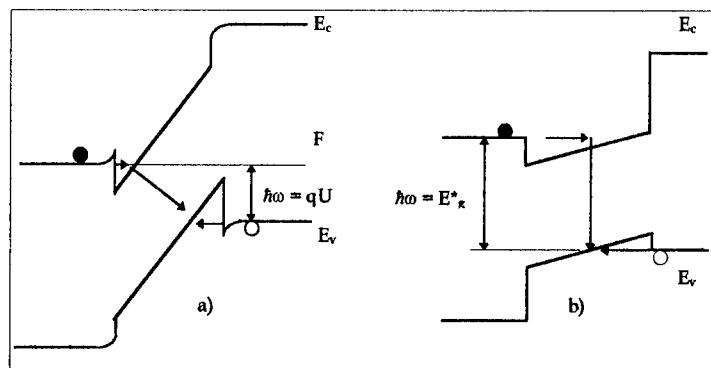 E_c
F
ħω = qU
E_v
a)
E_c
ħω = E*_g
E_v
b)